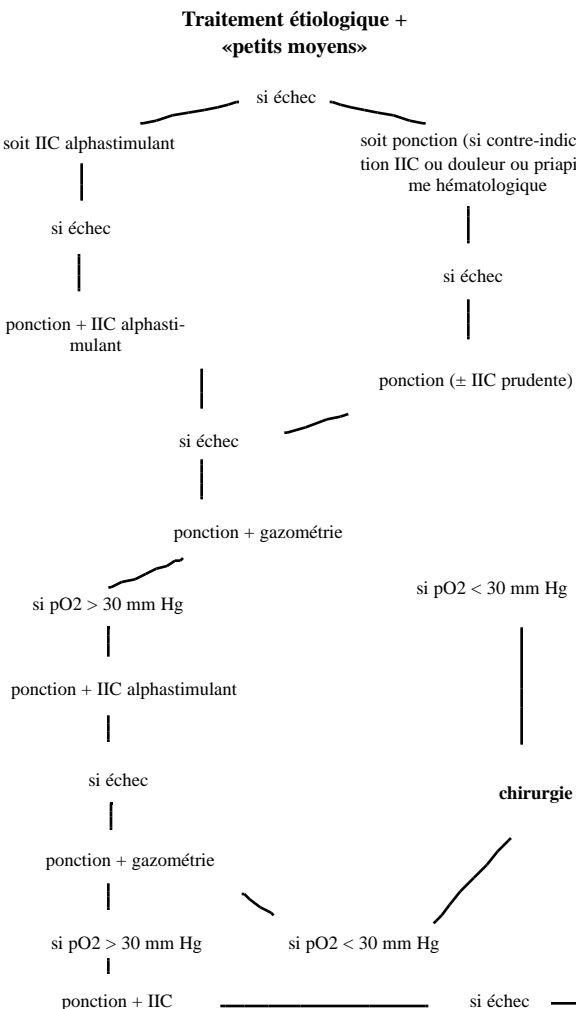 Traitement étiologique +
«petits moyens»
si échec
soit IIC alphastimulant
soit ponction (si contre-indic
tion IIC ou douleur ou priapi
me hématologique
si échec
si échec
ponction + IIC alphasti-
mulant
ponction (± IIC prudente)
si échec
ponction + gazométrie
si pO2 > 30 mm Hg
si pO2 < 30 mm Hg
ponction + IIC alphastimulant
si échec
chirurgie
ponction + gazométrie
si pO2 > 30 mm Hg
si pO2 < 30 mm Hg
ponction + IIC
si échec